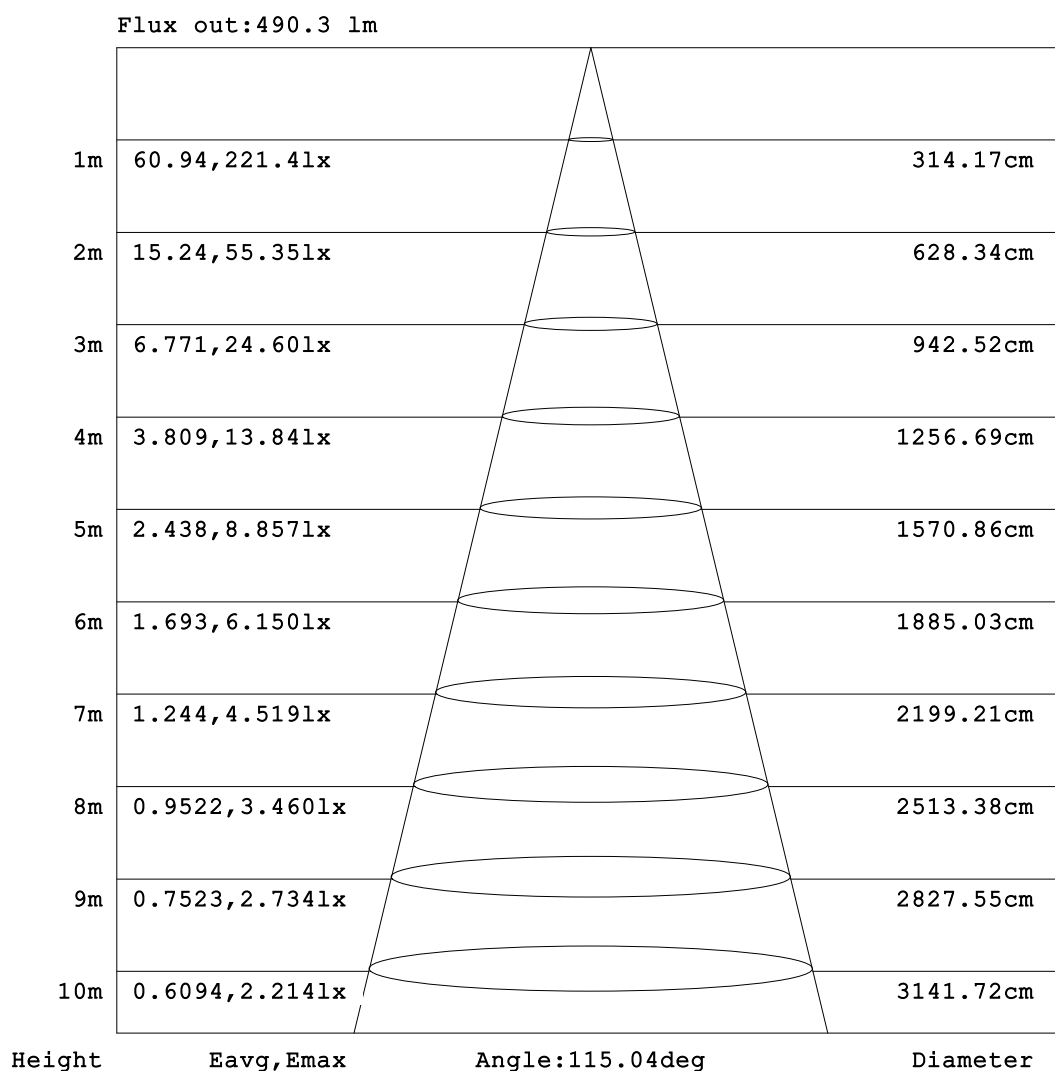 Flux out:490.3 lm
1m 60.94,221.4lx 314.17cm
2m 15.24,55.35lx 628.34cm
3m 6.771,24.60lx 942.52cm
4m 3.809,13.84lx 1256.69cm
5m 2.438,8.857lx 1570.86cm
6m 1.693,6.150lx 1885.03cm
7m 1.244,4.519lx 2199.21cm
8m 0.9522,3.460lx 2513.38cm
9m 0.7523,2.734lx 2827.55cm
10m 0.6094,2.214lx 3141.72cm
Height Eavg,Emax Angle:115.04deg Diameter